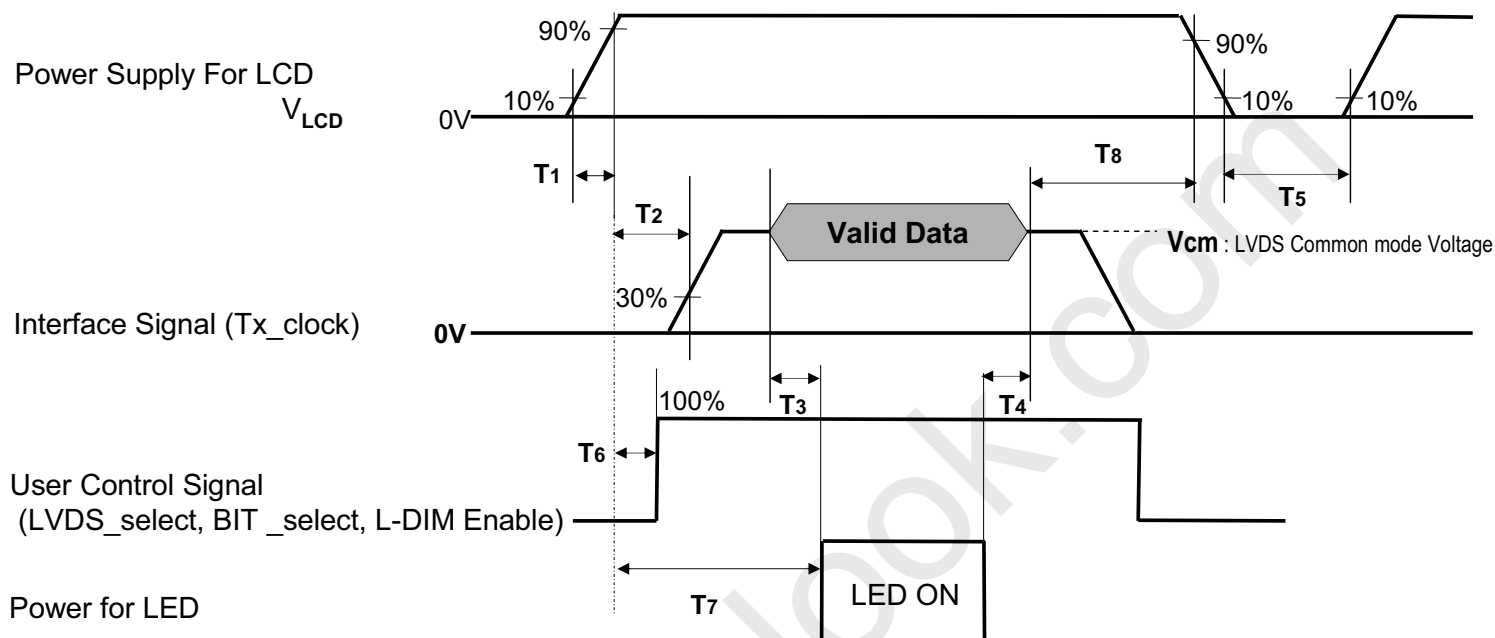 90%
90%
Power Supply For LCD
10%
10%
10%
VLCD
0V
T1
T8
T5
T2
Valid Data
Vcm : LVDS Common mode Voltage
30%
Interface Signal (Tx_clock)
0V
100%
T3
T4
T6
User Control Signal
(LVDS_select, BIT _select, L-DIM Enable)
T7
LED ON
Power for LED
look.com